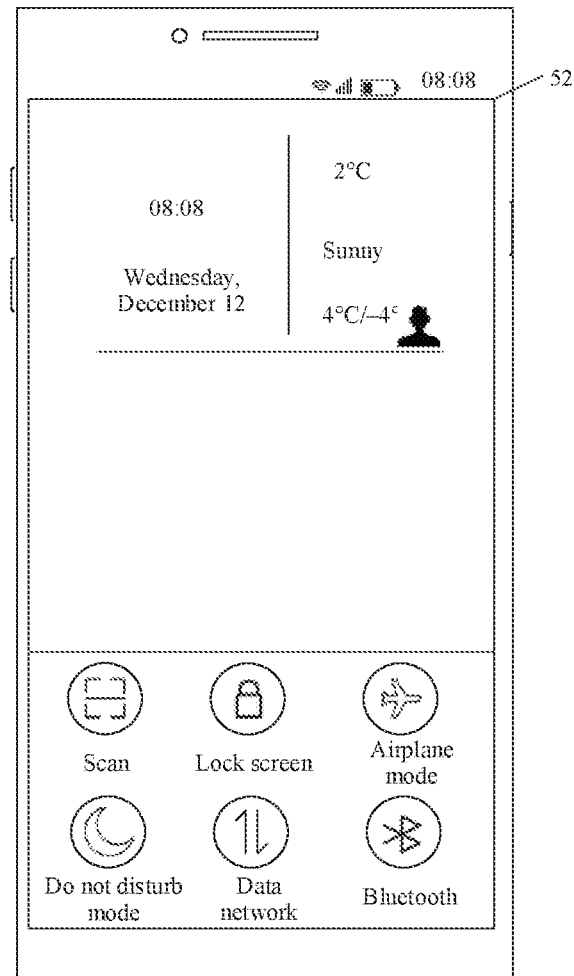 08:08
52
08:08
Wednesday,
December 12
2°C
Sunny
4°C/–4°
Scan
Lock screen
Airplane
mode
Do not disturb
mode
Data
network
Bluetooth